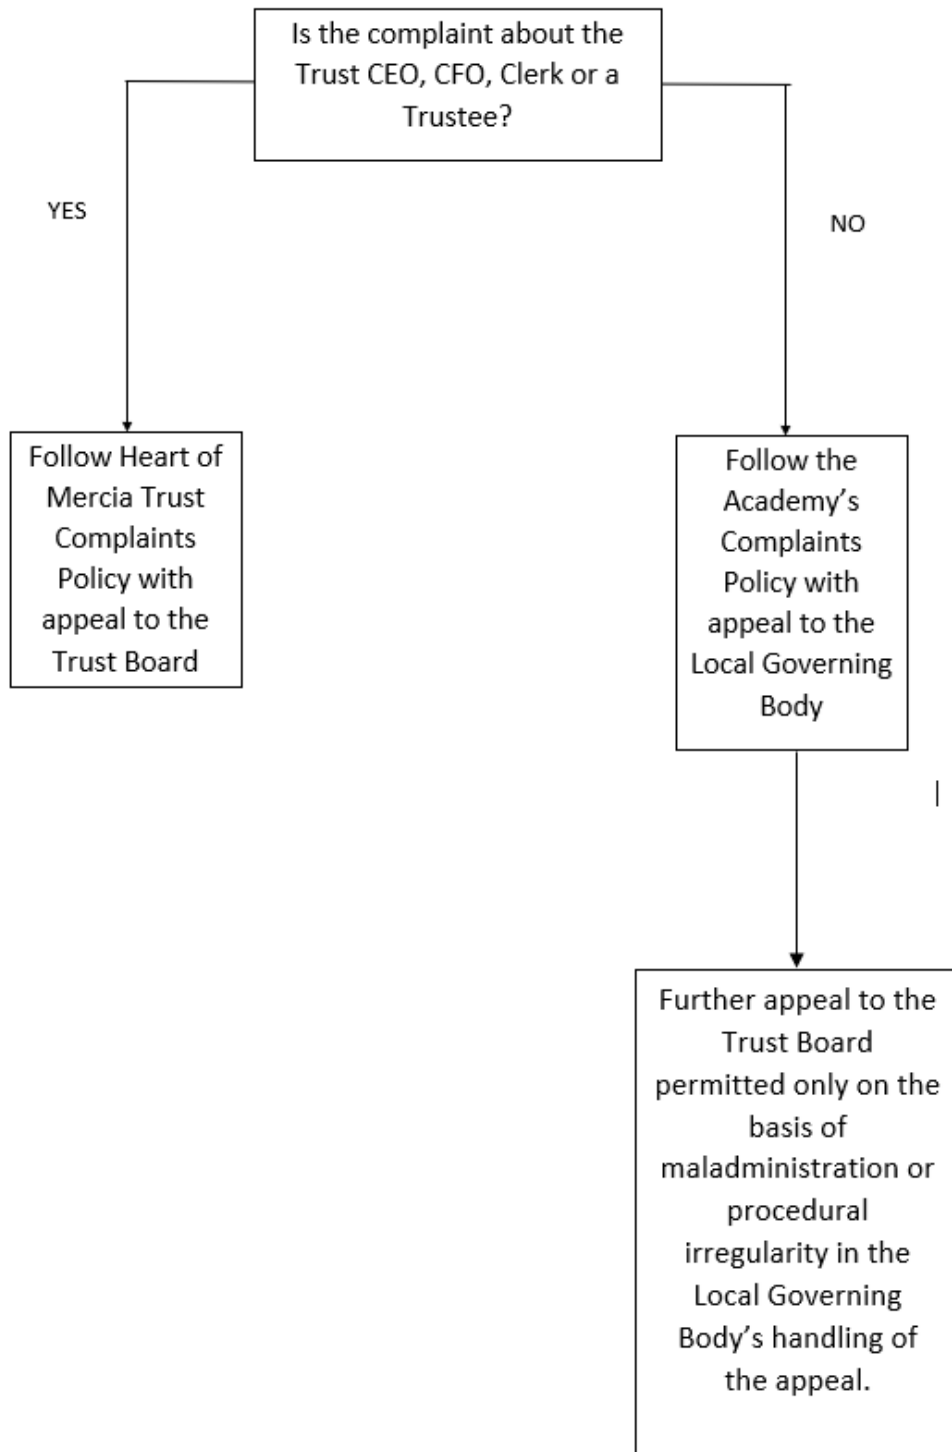 Is the complaint about the
Trust CEO, CFO, Clerk or a
Trustee?
YES
NO
Follow Heart of
Mercia Trust
Complaints
Policy with
appeal to the
Trust Board
Follow the
Academy’s
Complaints
Policy with
appeal to the
Local Governing
Body
Further appeal to the
Trust Board
permitted only on the
basis of
maladministration or
procedural
irregularity in the
Local Governing
Body’s handling of
the appeal.